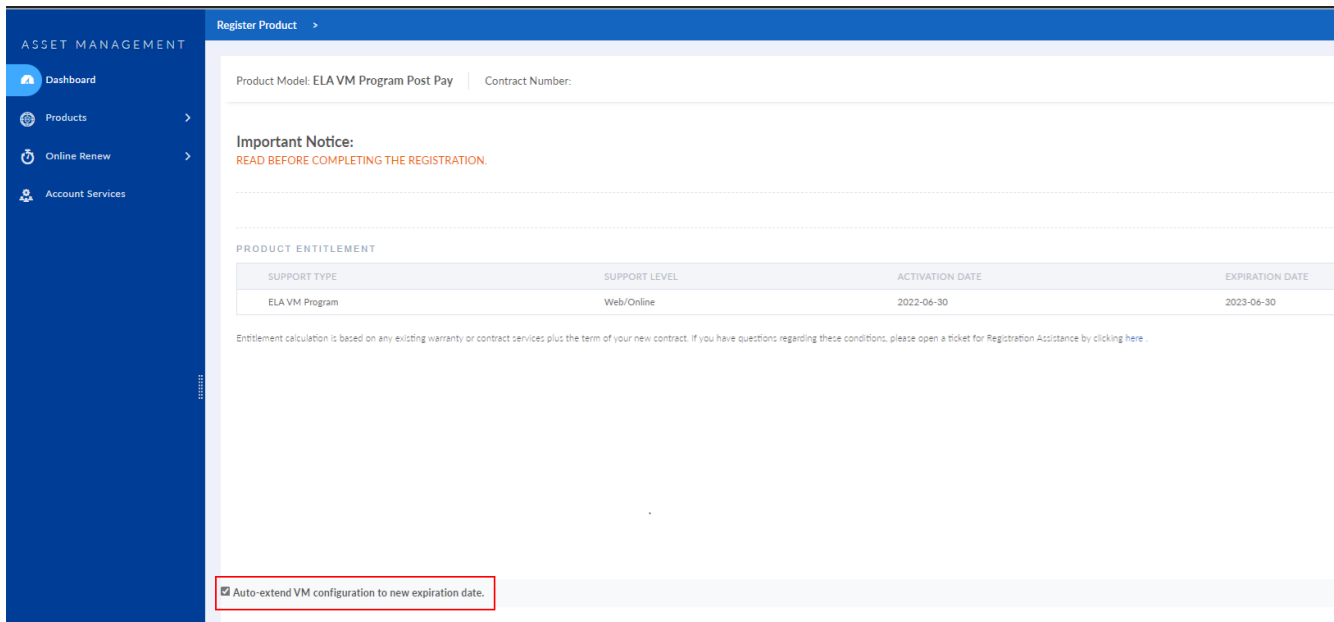 Register Product >
ASSET MANAGEMENT
Dashboard
Products >
Online Renew >
Account Services
Product Model: ELA VM Program Post Pay Contract Number:
Important Notice:
READ BEFORE COMPLETING THE REGISTRATION.
PRODUCT ENTITLEMENT
SUPPORT TYPE SUPPORT LEVEL ACTIVATION DATE EXPIRATION DATE
ELA VM Program Web/Online 2022-06-30 2023-06-30
Entitlement calculation is based on any existing warranty or contract services plus the term of your new contract. If you have questions regarding these conditions, please open a ticket for Registration Assistance by clicking here .
Auto-extend VM configuration to new expiration date.